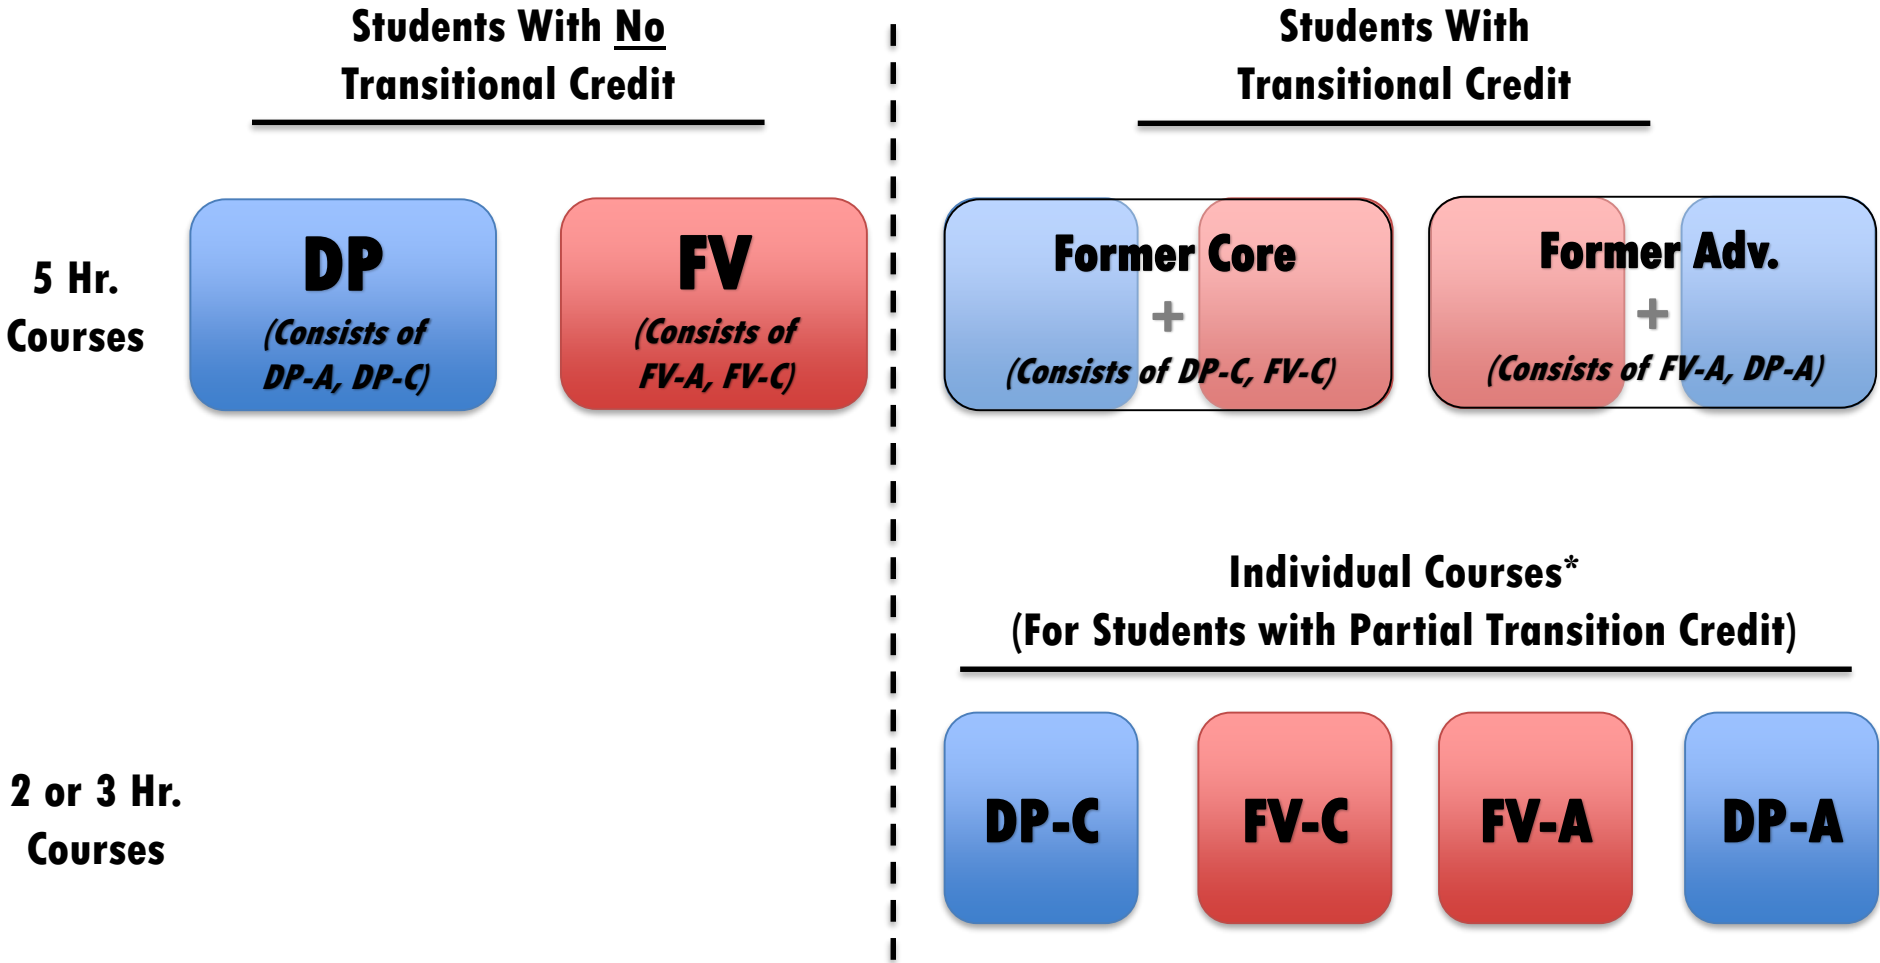 Students With No
Transitional Credit
Students With
Transitional Credit
5 Hr.
Courses
DP
(Consists of
DP-A, DP-C)
FV
(Consists of
FV-A, FV-C)
Former Core
+
(Consists of DP-C, FV-C)
Former Adv.
+
(Consists of FV-A, DP-A)
Individual Courses*
(For Students with Partial Transition Credit)
2 or 3 Hr.
Courses
DP-C
FV-C
FV-A
DP-A